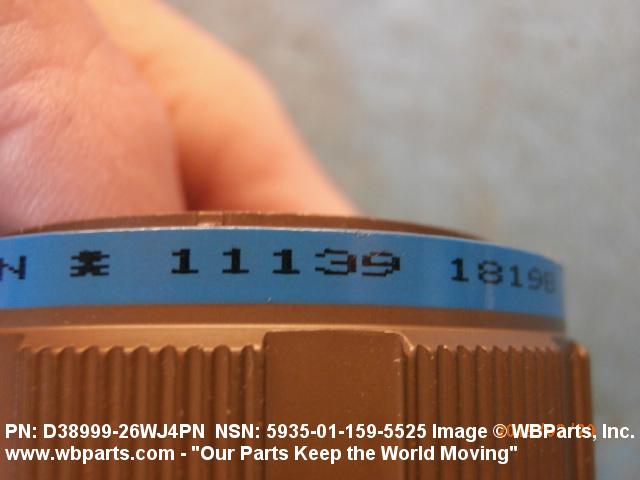 N * 11139 18198
PN: D38999-26WJ4PN NSN: 5935-01-159-5525 Image © WBParts, Inc.
www.wbparts.com - "Our Parts Keep the World Moving"